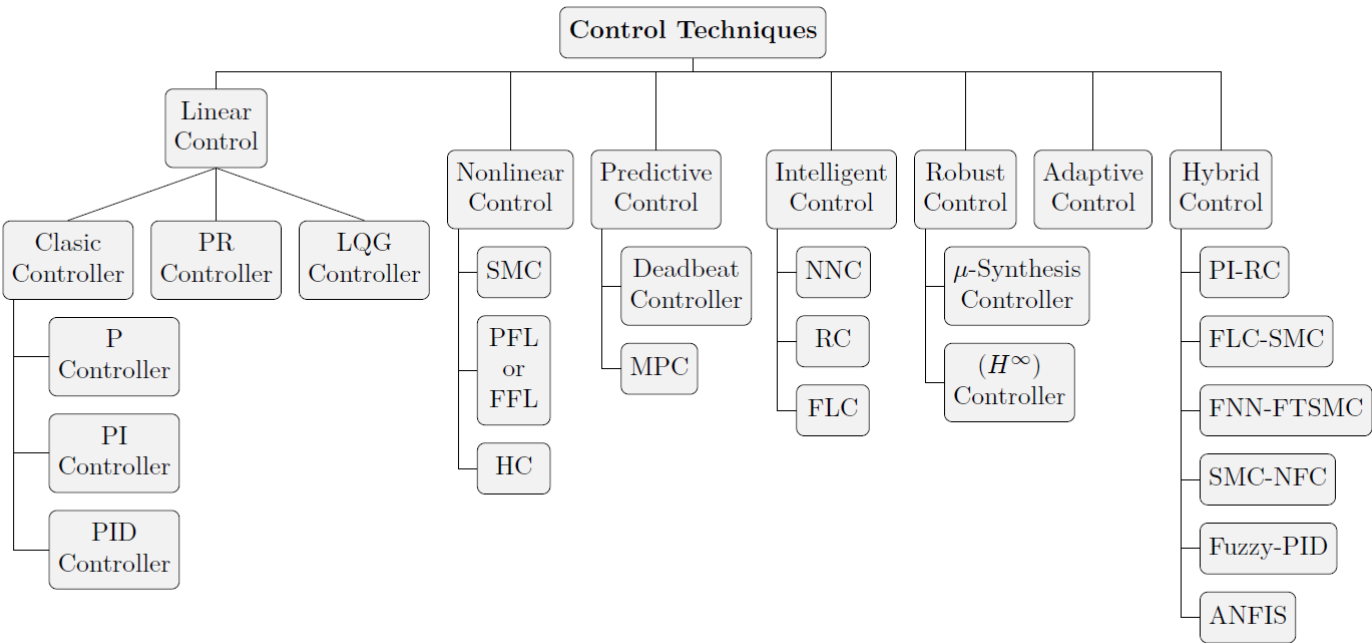 Control Techniques
Linear
Control
Clasic
Controller
P
Controller
PI
Controller
PID
Controller
PR
Controller
LQG
Controller
Nonlinear
Control
SMC
PFL
or
FFL
HC
Predictive
Control
Deadbeat
Controller
MPC
Intelligent
Control
NNC
RC
FLC
Robust
Control
μ-Synthesis
Controller
(H^∞)
Controller
Adaptive
Control
Hybrid
Control
PI-RC
FLC-SMC
FNN-FTSMC
SMC-NFC
Fuzzy-PID
ANFIS